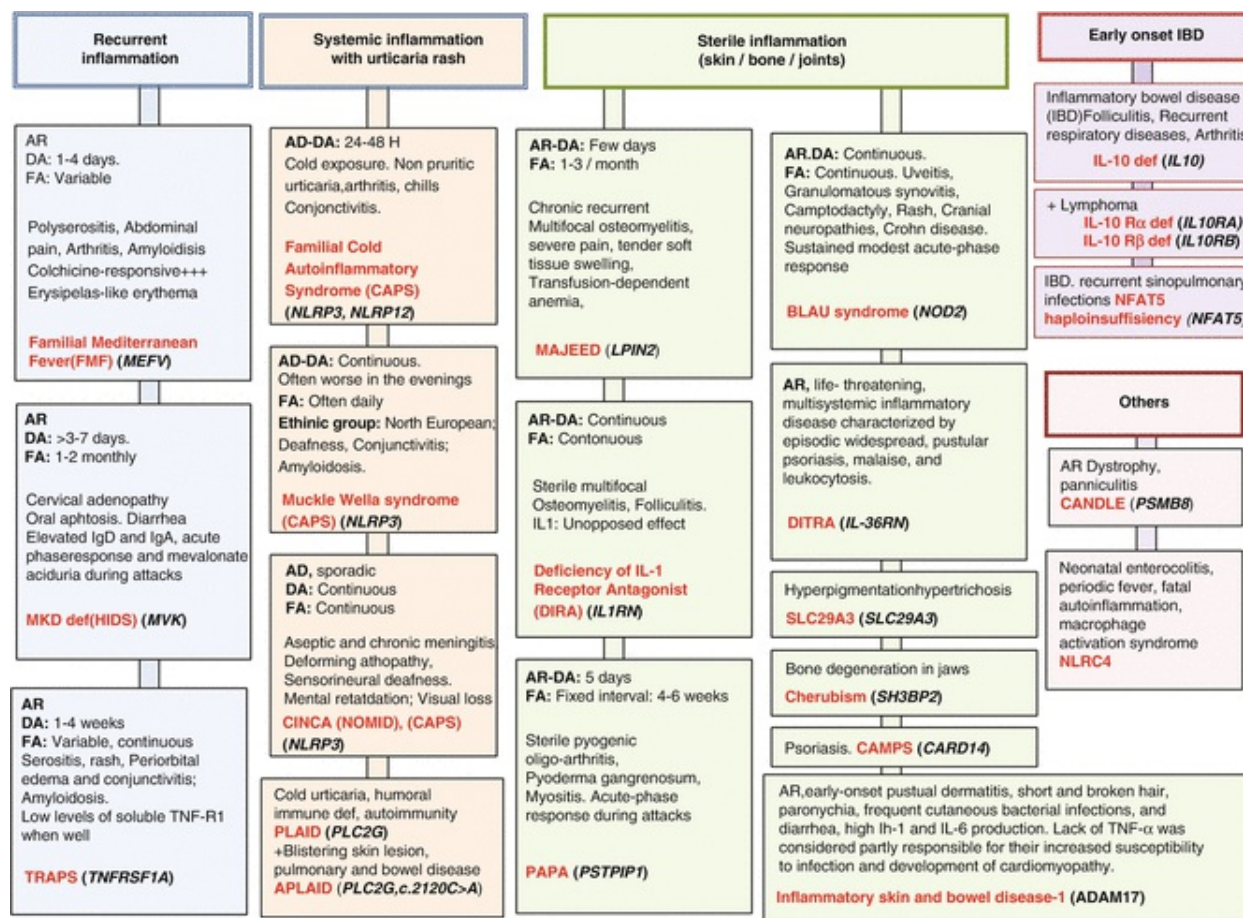 Recurrent
inflammation
AR
DA: 1-4 days.
FA: Variable
Polyserositis, Abdominal
pain, Arthritis, Amyloidisis
Colchicine-responsive+++
Erysipelas-like erythema
Familial Mediterranean
Fever(FMF) (MEFV)
AR
DA: >3-7 days.
FA: 1-2 monthly
Cervical adenopathy
Oral aphtosis. Diarrhea
Elevated IgD and IgA, acute
phaseresponse and mevalonate
aciduria during attacks
MKD def(HIDS) (MVK)
AR
DA: 1-4 weeks
FA: Variable, continuous
Serositis, rash, Periorbital
edema and conjunctivitis;
Amyloidosis.
Low levels of soluble TNF-R1
when well
TRAPS (TNFRSF1A)
Systemic inflammation
with urticaria rash
AD-DA: 24-48 H
Cold exposure. Non pruritic
urticaria,arthritis, chills
Conjonctivitis.
Familial Cold
Autoinflammatory
Syndrome (CAPS)
(NLRP3, NLRP12)
AD-DA: Continuous.
Often worse in the evenings
FA: Often daily
Ethinic group: North European;
Deafness, Conjunctivitis;
Amyloidosis.
Muckle Wella syndrome
(CAPS) (NLRP3)
AD, sporadic
DA: Continuous
FA: Continuous
Aseptic and chronic meningitis
Deforming athopathy,
Sensorineural deafness.
Mental retatdation; Visual loss
CINCA (NOMID), (CAPS)
(NLRP3)
Cold urticaria, humoral
immune def, autoimmunity
PLAID (PLC2G)
+Blistering skin lesion,
pulmonary and bowel disease
APLAID (PLC2G,c.2120C>A)
Sterile inflammation
(skin / bone / joints)
AR-DA: Few days
FA: 1-3 / month
Chronic recurrent
Multifocal osteomyelitis,
severe pain, tender soft
tissue swelling,
Transfusion-dependent
anemia,
MAJEED (LPIN2)
AR-DA: Continuous
FA: Contonuous
Sterile multifocal
Osteomyelitis, Folliculitis.
IL1: Unopposed effect
Deficiency of IL-1
Receptor Antagonist
(DIRA) (IL1RN)
AR-DA: 5 days
FA: Fixed interval: 4-6 weeks
Sterile pyogenic
oligo-arthritis,
Pyoderma gangrenosum,
Myositis. Acute-phase
response during attacks
PAPA (PSTPIP1)
AR.DA: Continuous.
FA: Continuous. Uveitis,
Granulomatous synovitis,
Camptodactyly, Rash, Cranial
neuropathies, Crohn disease.
Sustained modest acute-phase
response
BLAU syndrome (NOD2)
AR, life- threatening,
multisystemic inflammatory
disease characterized by
episodic widespread, pustular
psoriasis, malaise, and
leukocytosis.
DITRA (IL-36RN)
Hyperpigmentationhypertrichosis
SLC29A3 (SLC29A3)
Bone degeneration in jaws
Cherubism (SH3BP2)
Psoriasis. CAMPS (CARD14)
AR,early-onset pustual dermatitis, short and broken hair,
paronychia, frequent cutaneous bacterial infections, and
diarrhea, high Ih-1 and IL-6 production. Lack of TNF-α was
considered partly responsible for their increased susceptibility
to infection and development of cardiomyopathy.
Inflammatory skin and bowel disease-1 (ADAM17)
Early onset IBD
Inflammatory bowel disease
(IBD)Folliculitis, Recurrent
respiratory diseases, Arthritis
IL-10 def (IL10)
+ Lymphoma
IL-10 Rα def (IL10RA)
IL-10 Rβ def (IL10RB)
IBD. recurrent sinopulmonary
infections NFAT5
haploinsuffisiency (NFAT5)
Others
AR Dystrophy,
panniculitis
CANDLE (PSMB8)
Neonatal enterocolitis,
periodic fever, fatal
autoinflammation,
macrophage
activation syndrome
NLRC4